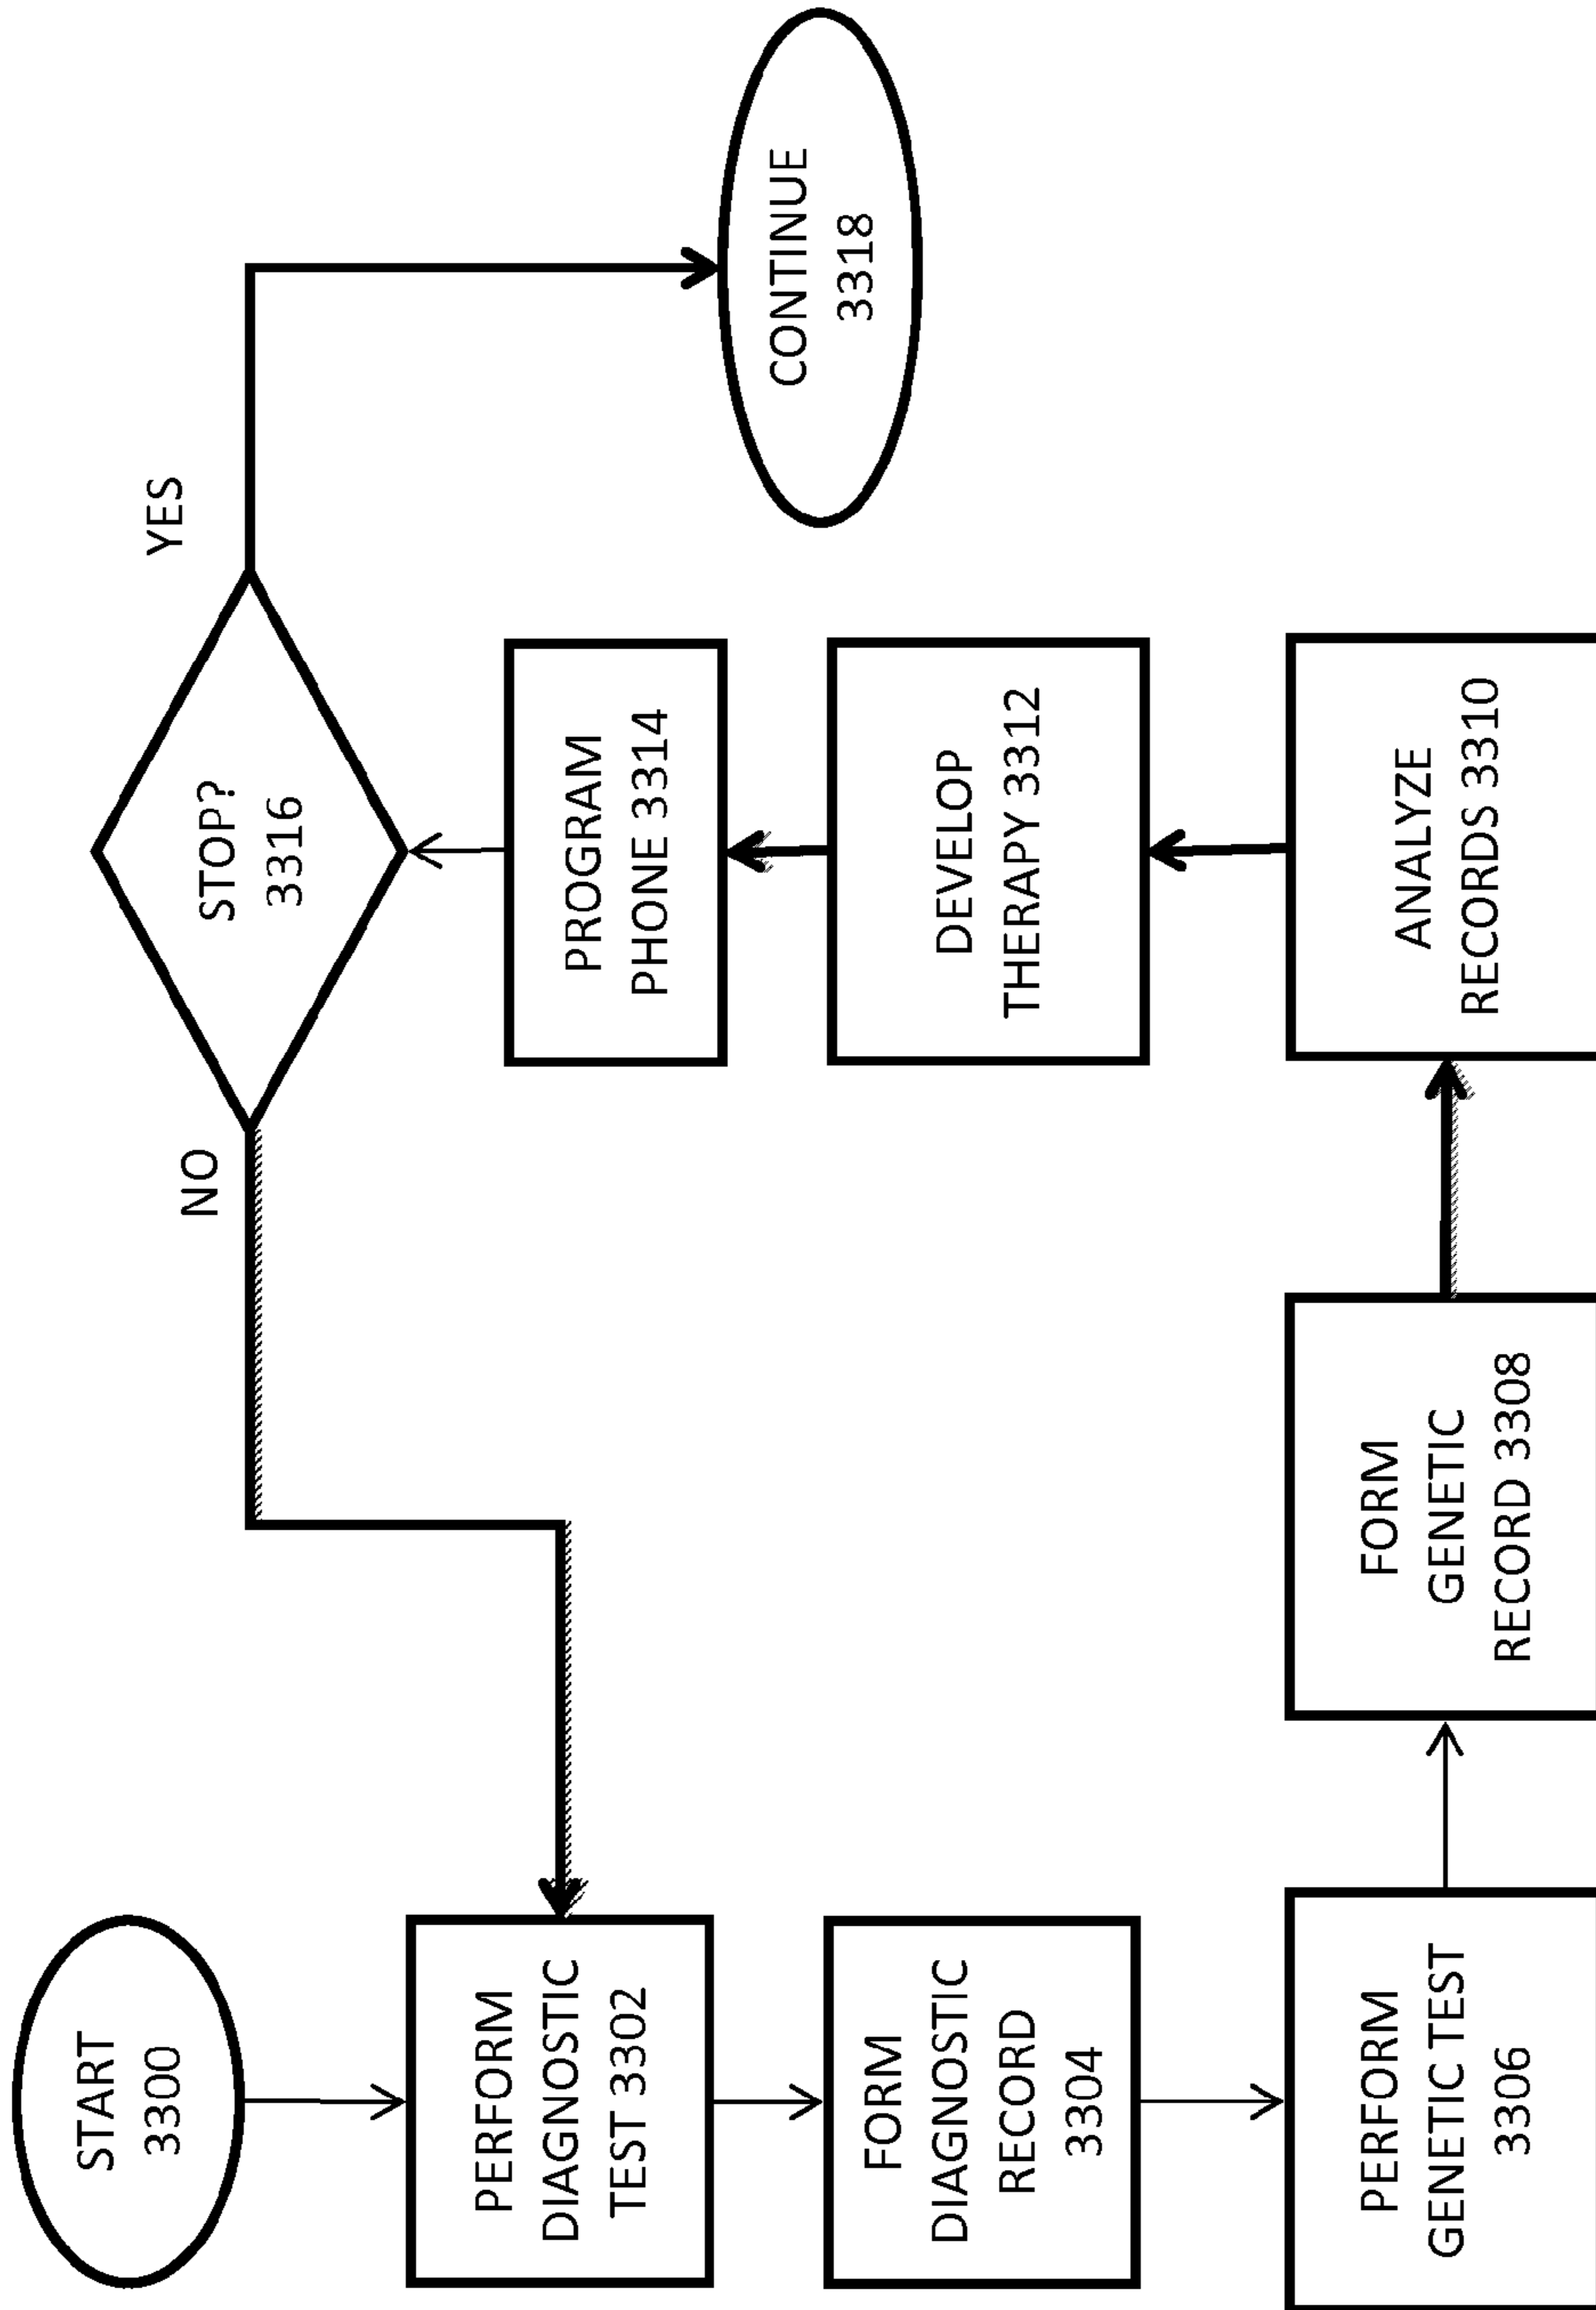 START
3300
PERFORM
DIAGNOSTIC
TEST 3302
FORM
DIAGNOSTIC
RECORD
3304
PERFORM
GENETIC TEST
3306
FORM
GENETIC
RECORD 3308
ANALYZE
RECORDS 3310
DEVELOP
THERAPY 3312
PROGRAM
PHONE 3314
STOP?
3316
NO
YES
CONTINUE
3318